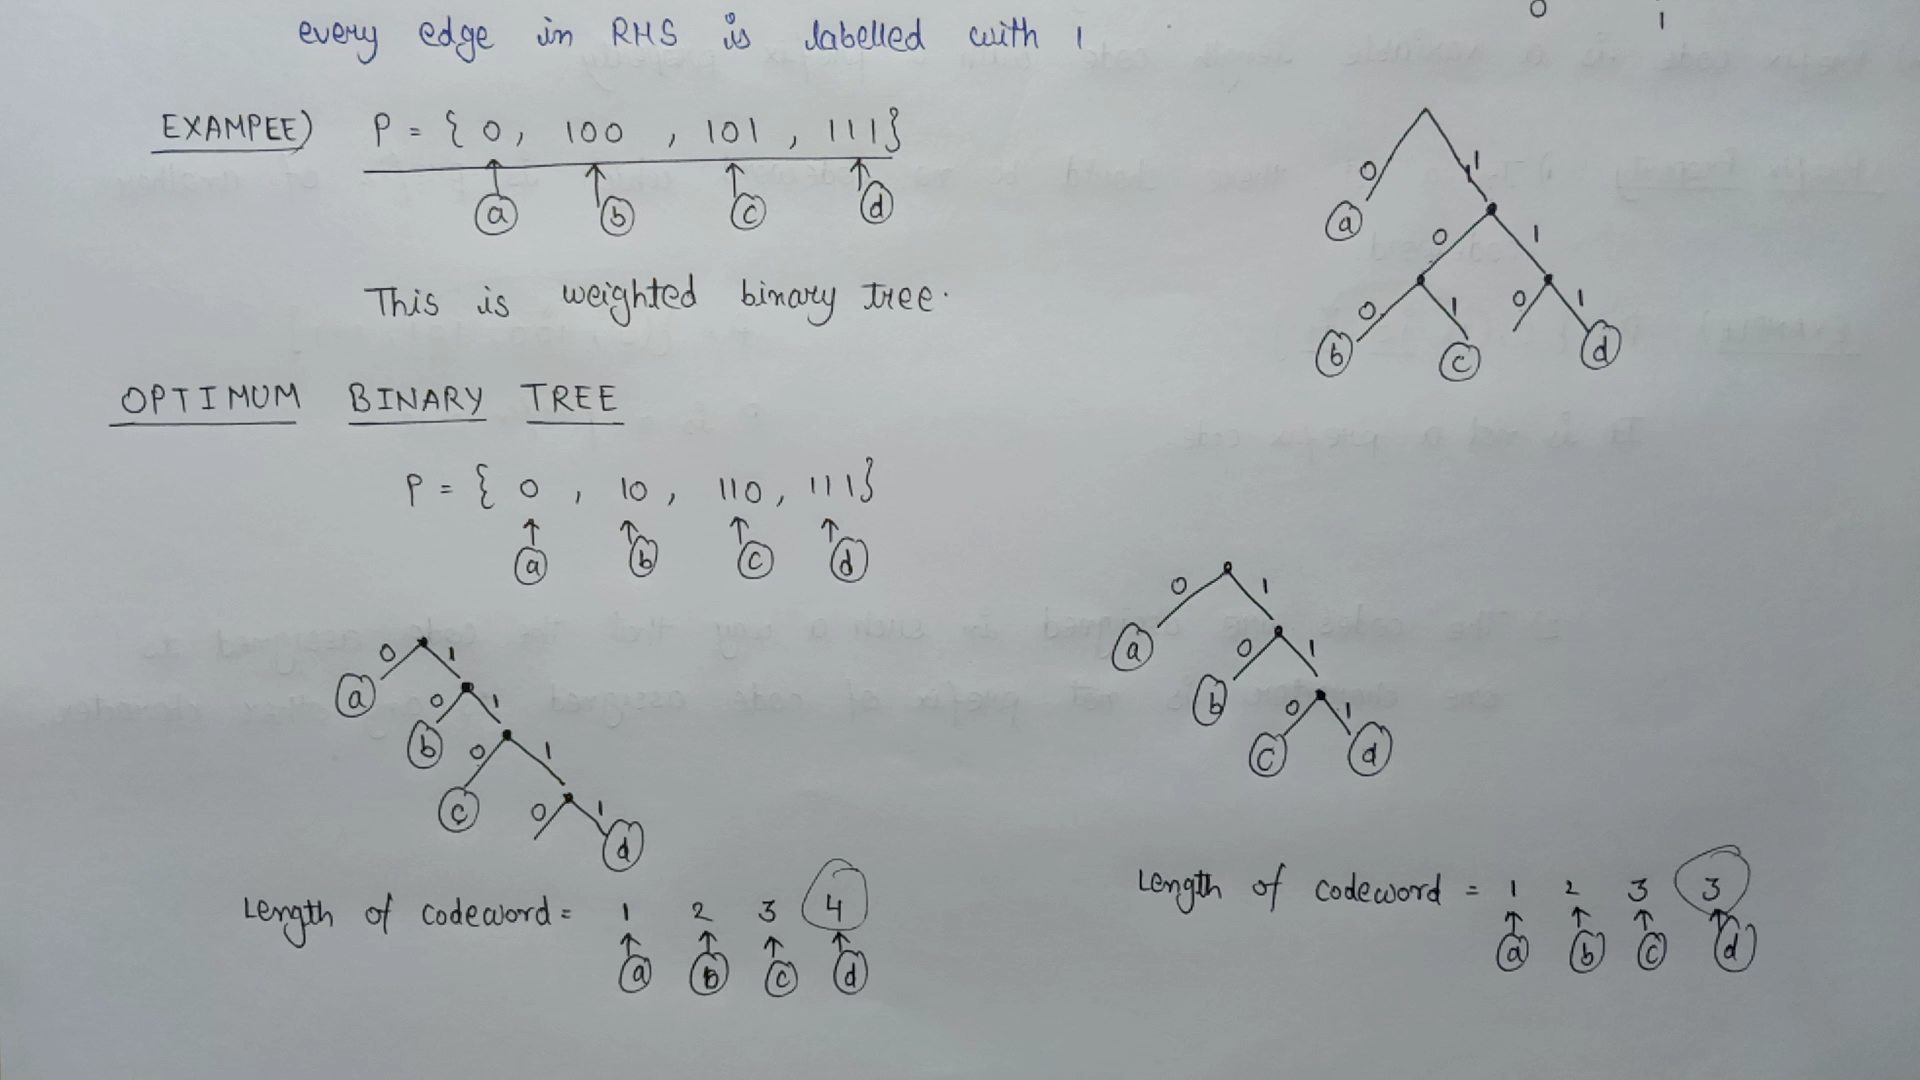 0 1
every edge in RHS is labelled with 1
EXAMPEE) P = { 0, 100 , 101 , 111}
a b c d
This is weighted binary tree.
0 1
a
0 1
0 1 0 1
b c d
OPTIMUM BINARY TREE
P = { 0 , 10 , 110 , 111}
a b c d
0 1
a 0 1
b 0 1
c 0 1
d
Length of codeword = 1 2 3 4
a b c d
0 1
a 0 1
b 0 1
c d
Length of codeword = 1 2 3 3
a b c d